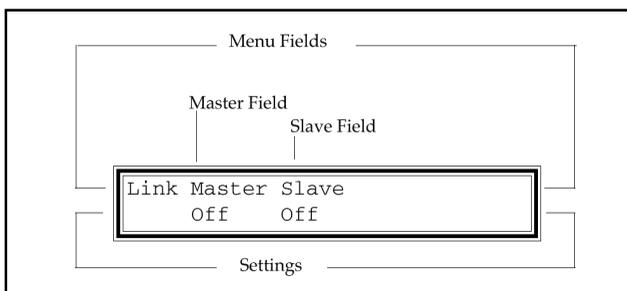 Menu Fields
Master Field
Slave Field
Link Master Slave
Off Off
Settings